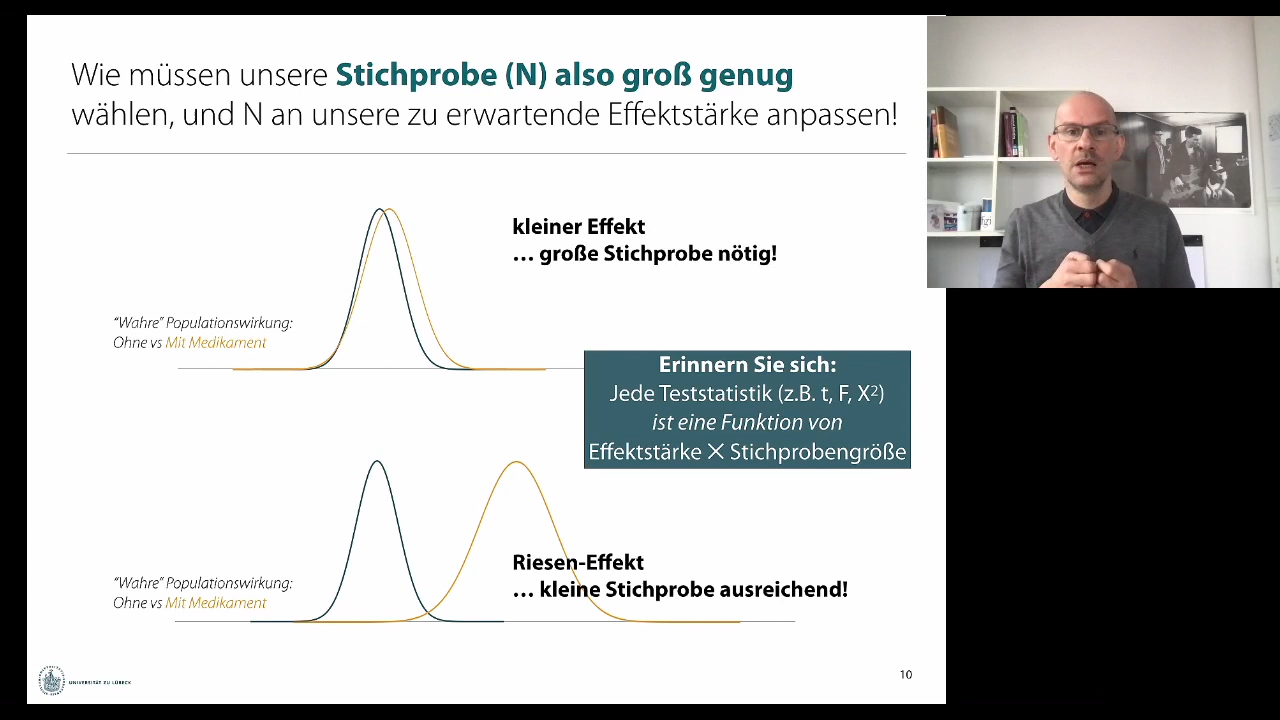 Wie müssen unsere Stichprobe (N) also groß genug
wählen, und N an unsere zu erwartende Effektstärke anpassen!
kleiner Effekt
… große Stichprobe nötig!
“Wahre” Populationswirkung:
Ohne vs Mit Medikament
Erinnern Sie sich:
Jede Teststatistik (z.B. t, F, X²)
ist eine Funktion von
Effektstärke × Stichprobengröße
Riesen-Effekt
… kleine Stichprobe ausreichend!
“Wahre” Populationswirkung:
Ohne vs Mit Medikament
UNIVERSITÄT ZU LÜBECK
10